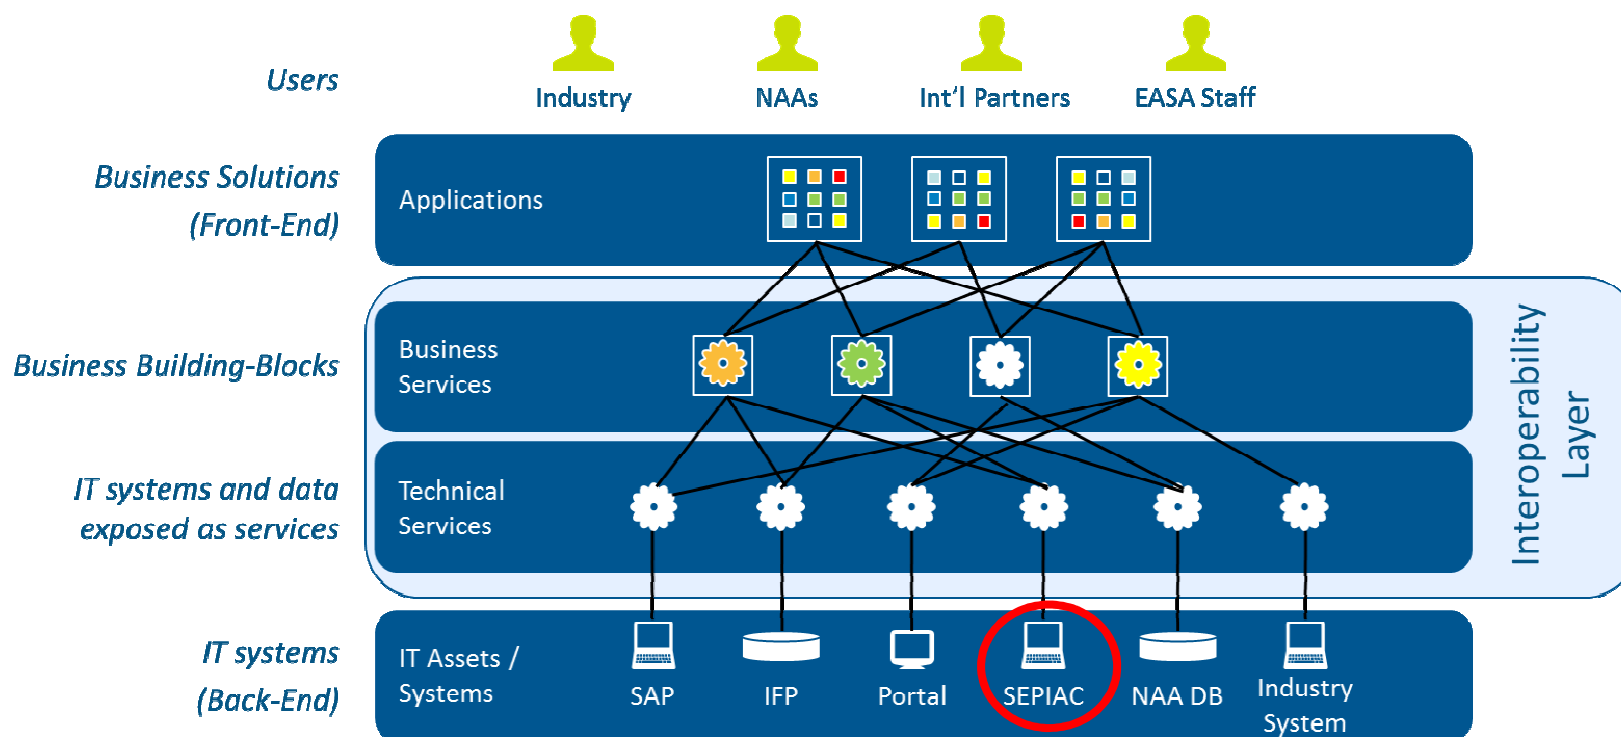 Users
Industry
NAAs
Int'l Partners
EASA Staff
Business Solutions
(Front-End)
Applications
Business Building-Blocks
Business
Services
IT systems and data
exposed as services
Technical
Services
Interoperability
Layer
IT systems
(Back-End)
IT Assets /
Systems
SAP
IFP
Portal
SEPIAC
NAA DB
Industry
System